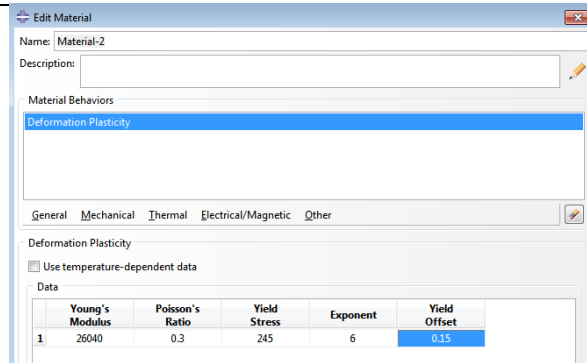 Edit Material
Name: Material-2
Description:
Material Behaviors
Deformation Plasticity
General Mechanical Thermal Electrical/Magnetic Other
Deformation Plasticity
Use temperature-dependent data
Data
Young's Modulus Poisson's Ratio Yield Stress Exponent Yield Offset
1 26040 0.3 245 6 0.15